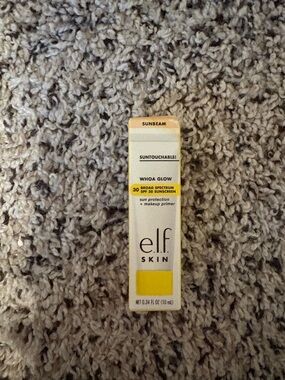 SUNBEAM
SUNTOUCHABLE!
WHOA GLOW
30 BROAD SPECTRUM
SPF 30 SUNSCREEN
sun protection
+ makeup primer
elf
SKIN
NET 0.34 FL OZ (10 mL)